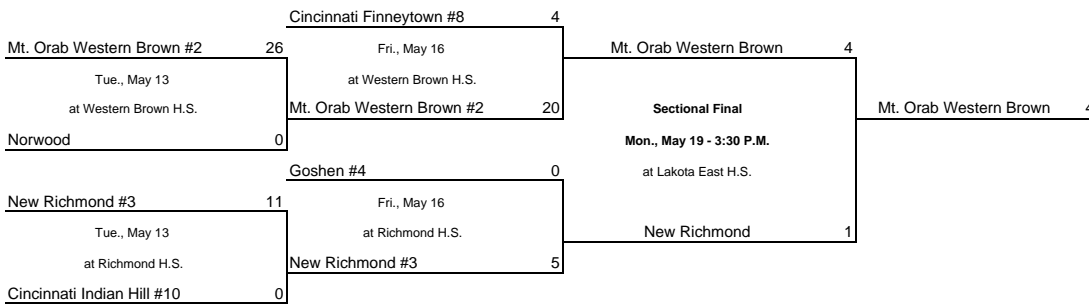 Cincinnati Finneytown #8 4
Mt. Orab Western Brown #2 26
Fri., May 16
Mt. Orab Western Brown 4
Tue., May 13
at Western Brown H.S.
at Western Brown H.S.
Mt. Orab Western Brown #2 20
Sectional Final
Mt. Orab Western Brown 4
Norwood 0
Mon., May 19 - 3:30 P.M.
Goshen #4 0
at Lakota East H.S.
New Richmond #3 11
Fri., May 16
Tue., May 13
at Richmond H.S.
New Richmond 1
at Richmond H.S.
New Richmond #3 5
Cincinnati Indian Hill #10 0